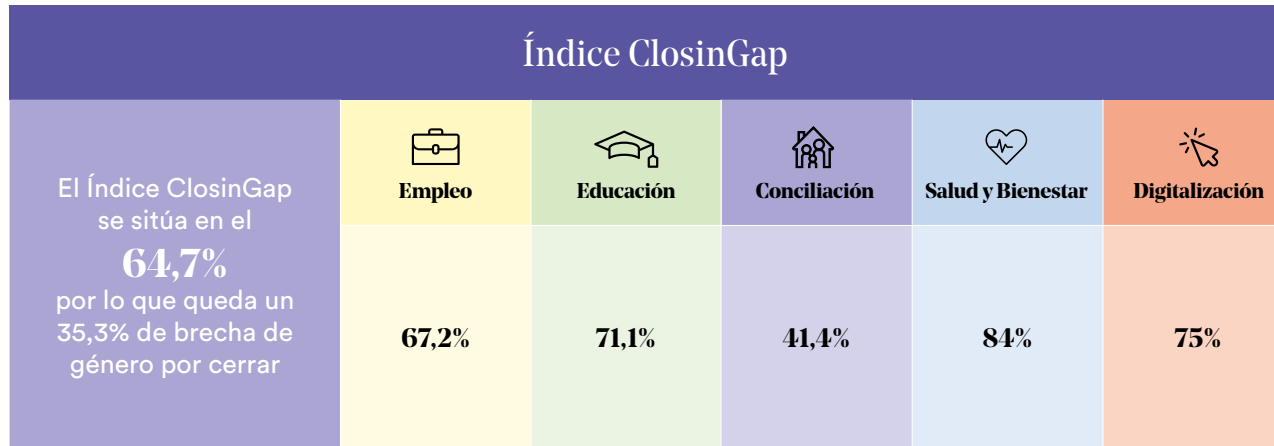 Índice ClosinGap
El Índice ClosinGap
se sitúa en el
64,7%
por lo que queda un
35,3% de brecha de
género por cerrar
Empleo
Educación
Conciliación
Salud y Bienestar
Digitalización
67,2%
71,1%
41,4%
84%
75%